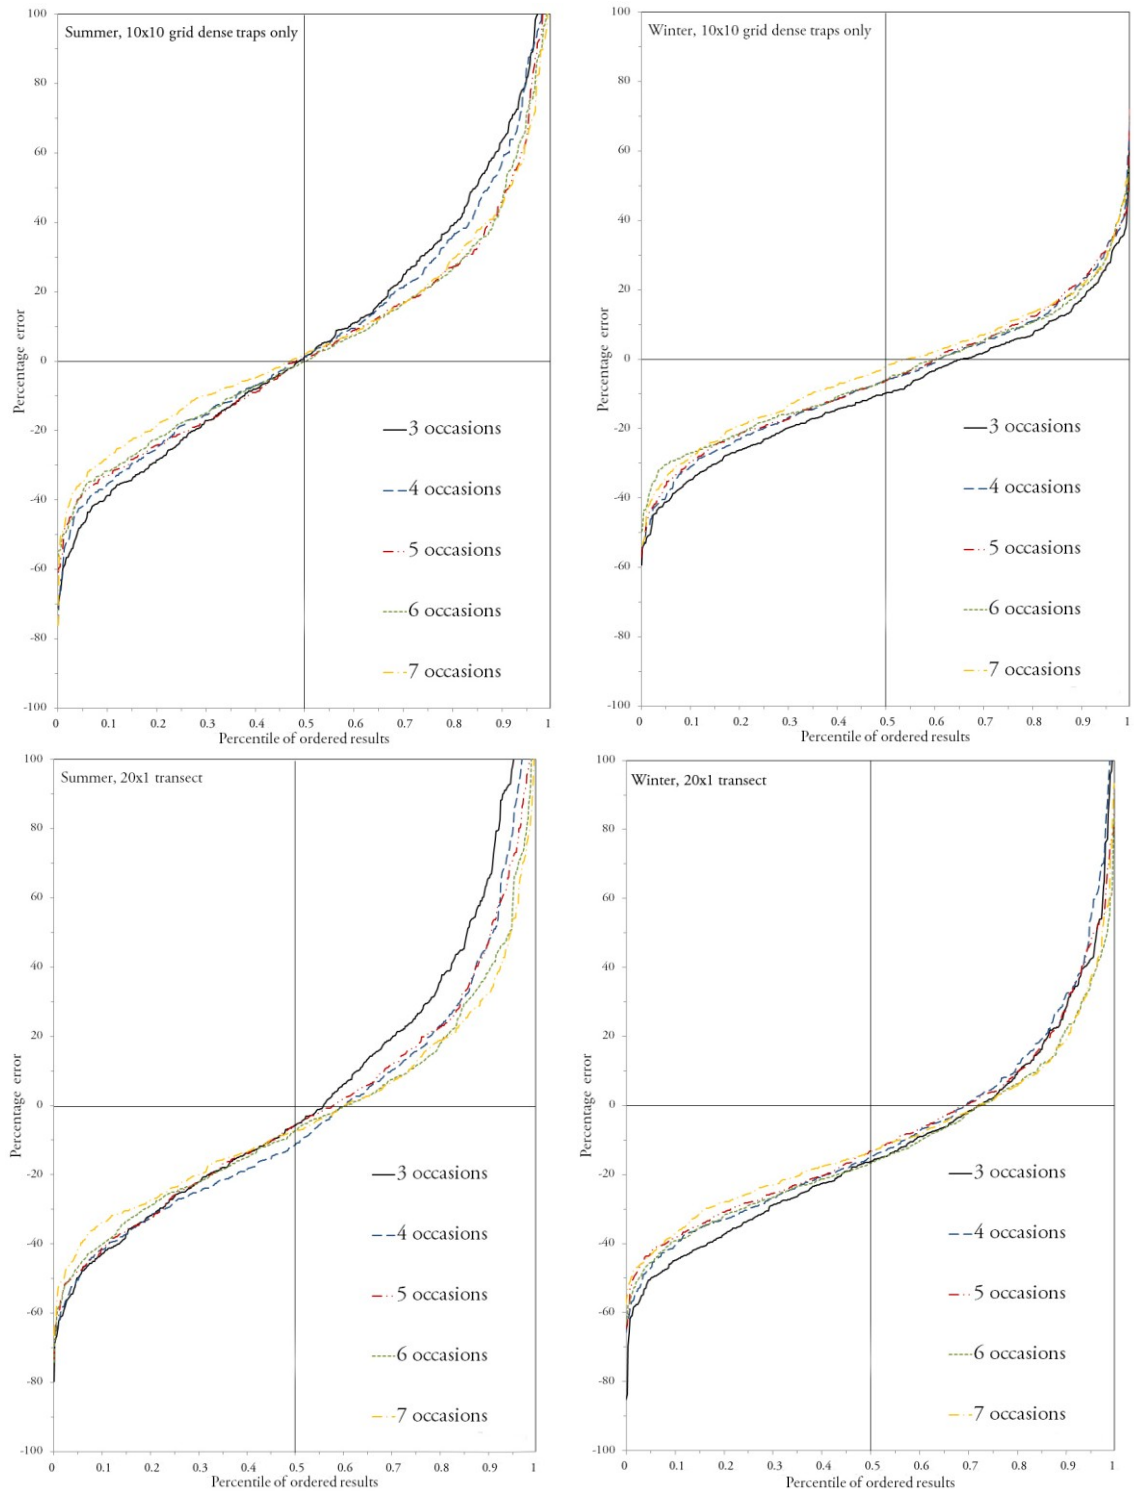 Summer, 10x10 grid dense traps only
100
80
60
40
20
0
-20
-40
-60
-80
-100
Percentage error
3 occasions
4 occasions
5 occasions
6 occasions
7 occasions
0 0.1 0.2 0.3 0.4 0.5 0.6 0.7 0.8 0.9 1
Percentile of ordered results
Winter, 10x10 grid dense traps only
100
80
60
40
20
0
-20
-40
-60
-80
-100
Percentage error
3 occasions
4 occasions
5 occasions
6 occasions
7 occasions
0 0.1 0.2 0.3 0.4 0.5 0.6 0.7 0.8 0.9 1
Percentile of ordered results
Summer, 20x1 transect
100
80
60
40
20
0
-20
-40
-60
-80
-100
Percentage error
3 occasions
4 occasions
5 occasions
6 occasions
7 occasions
0 0.1 0.2 0.3 0.4 0.5 0.6 0.7 0.8 0.9 1
Percentile of ordered results
Winter, 20x1 transect
100
80
60
40
20
0
-20
-40
-60
-80
-100
Percentage error
3 occasions
4 occasions
5 occasions
6 occasions
7 occasions
0 0.1 0.2 0.3 0.4 0.5 0.6 0.7 0.8 0.9 1
Percentile of ordered results